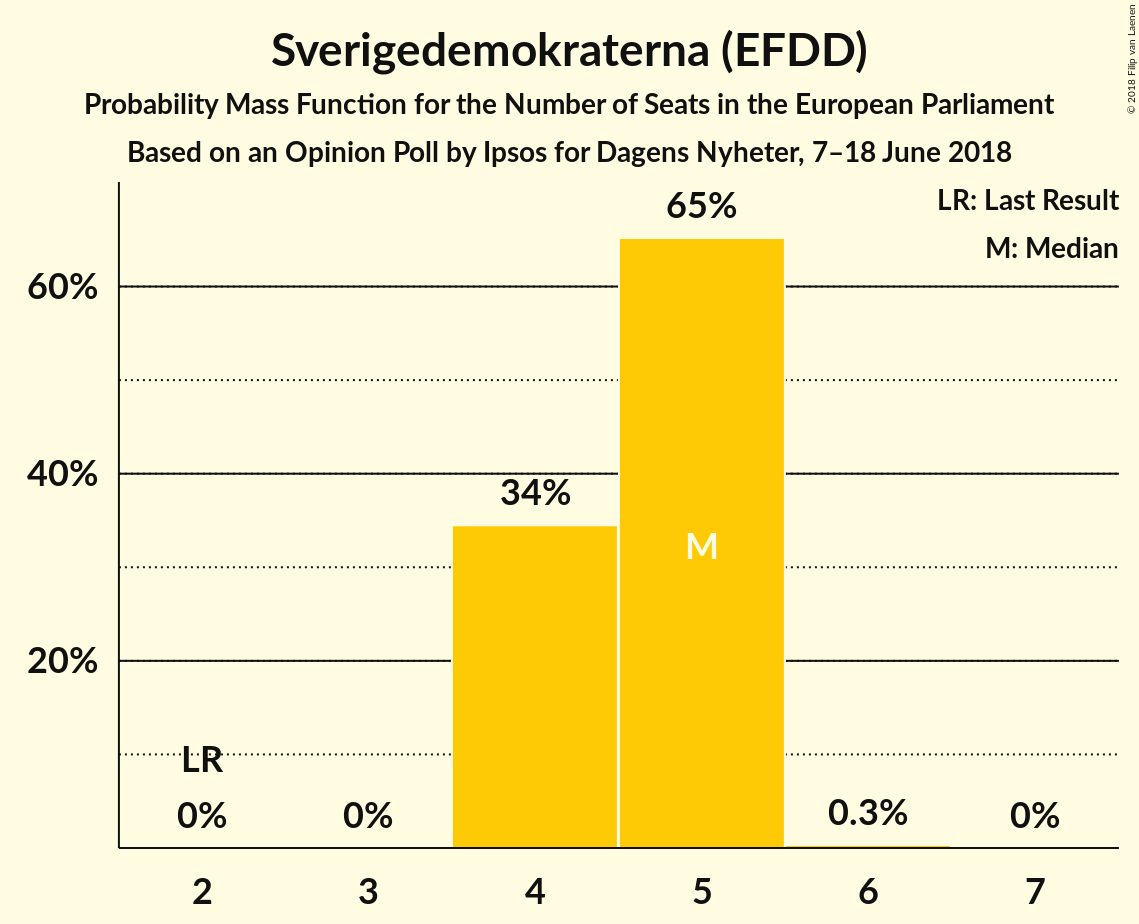 Sverigedemokraterna (EFDD)
Probability Mass Function for the Number of Seats in the European Parliament
Based on an Opinion Poll by Ipsos for Dagens Nyheter, 7–18 June 2018
© 2018 Filip van Laenen
LR: Last Result
M: Median
65%
60%
40%
34%
M
20%
LR
0%
0%
0.3%
0%
2
3
4
5
6
7